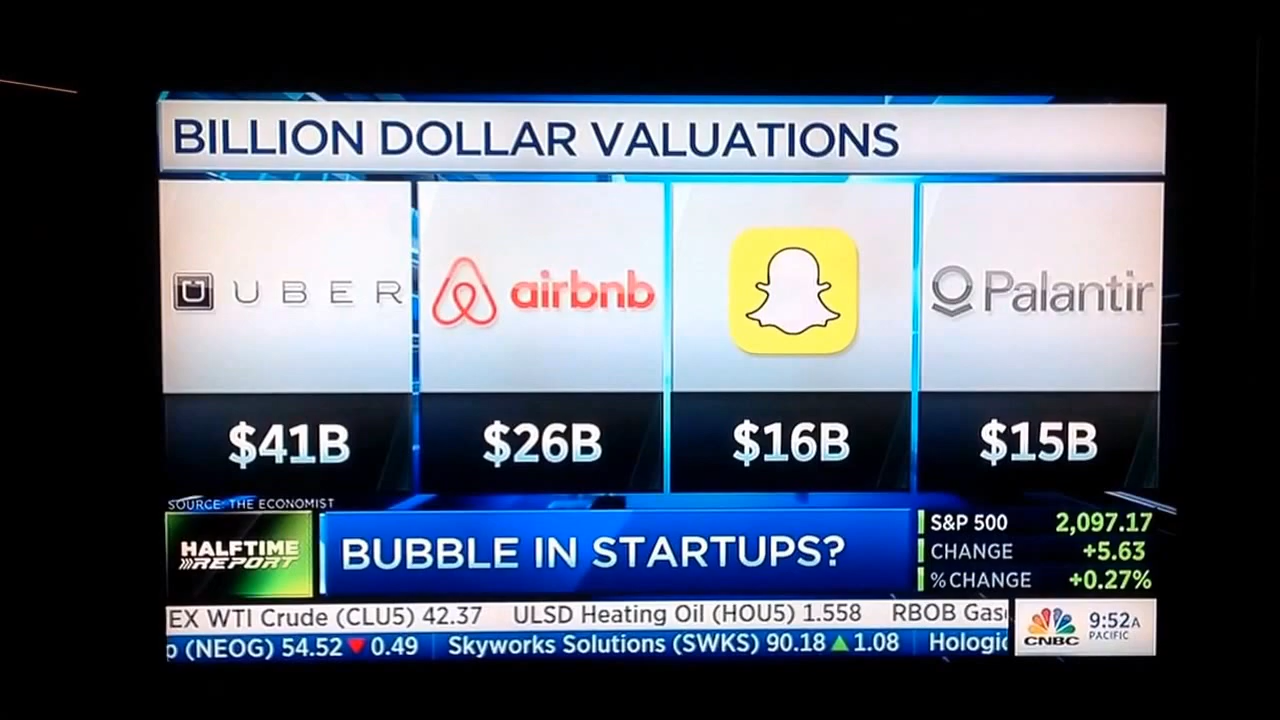 BILLION DOLLAR VALUATIONS
U UBER
airbnb
Palantir
$41B
$26B
$16B
$15B
SOURCE: THE ECONOMIST
HALFTIME
REPORT
BUBBLE IN STARTUPS?
S&P 500 2,097.17
CHANGE +5.63
% CHANGE +0.27%
EX WTI Crude (CLU5) 42.37 ULSD Heating Oil (HOU5) 1.558 RBOB Gas
p (NEOG) 54.52 ▼ 0.49 Skyworks Solutions (SWKS) 90.18 ▲ 1.08 Hologic
CNBC
9:52A
PACIFIC